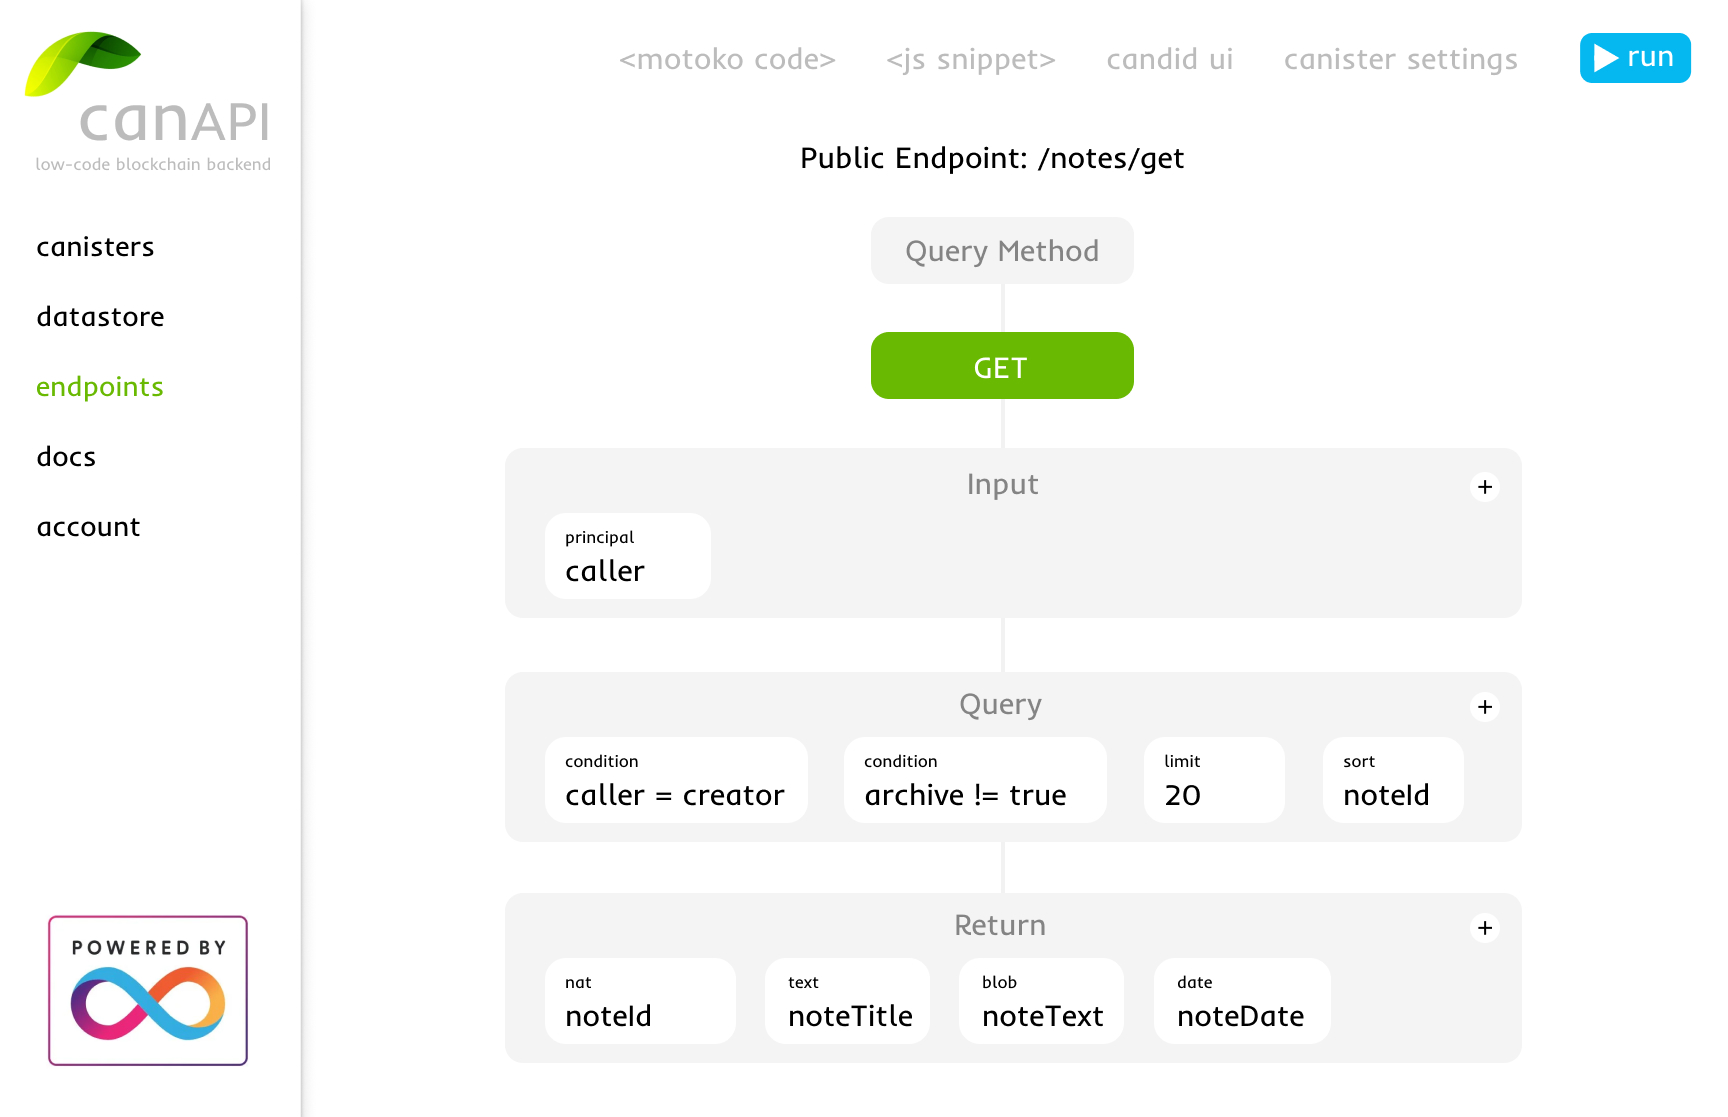 canAPI
low-code blockchain backend
canisters
datastore
endpoints
docs
account
POWERED BY
<motoko code> <js snippet> candid ui canister settings run
Public Endpoint: /notes/get
Query Method
GET
Input
+
principal
caller
Query
+
condition condition limit sort
caller = creator archive != true 20 noteId
Return
+
nat text blob date
noteId noteTitle noteText noteDate